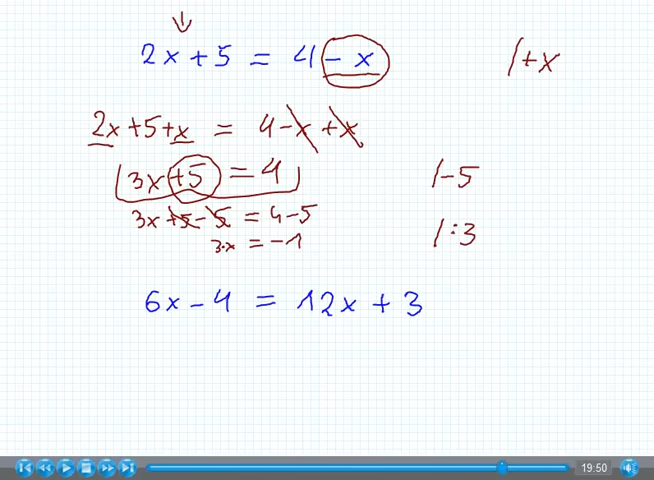 2x + 5 = 4 - x /+x
2x + 5 + x = 4 - x + x
3x + 5 = 4 /-5
3x + 5 - 5 = 4 - 5
3·x = -1 /:3
6x - 4 = 12x + 3
19:50